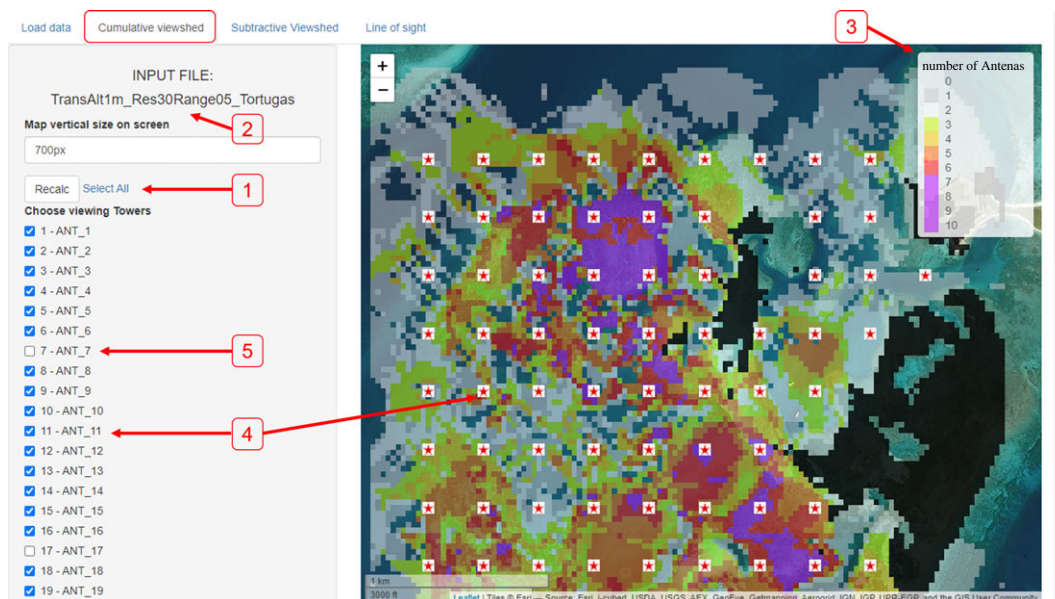 Load data
Cumulative viewshed
Subtractive Viewshed
Line of sight
3
INPUT FILE:
TransAlt1m_Res30Range05_Tortugas
2
Map vertical size on screen
700px
Recalc
Select All
1
Choose viewing Towers
1 - ANT_1
2 - ANT_2
3 - ANT_3
4 - ANT_4
5 - ANT_5
6 - ANT_6
7 - ANT_7
5
8 - ANT_8
9 - ANT_9
10 - ANT_10
11 - ANT_11
4
12 - ANT_12
13 - ANT_13
14 - ANT_14
15 - ANT_15
16 - ANT_16
17 - ANT_17
18 - ANT_18
19 - ANT_19
+
−
number of Antenas
0
1
2
3
4
5
6
7
8
9
10
1 km
3000 ft
Leaflet | Tiles © Esri — Source: Esri, i-cubed, USDA, USGS, AEX, GeoEye, Getmapping, Aerogrid, IGN, IGP, UPR-EGP, and the GIS User Community